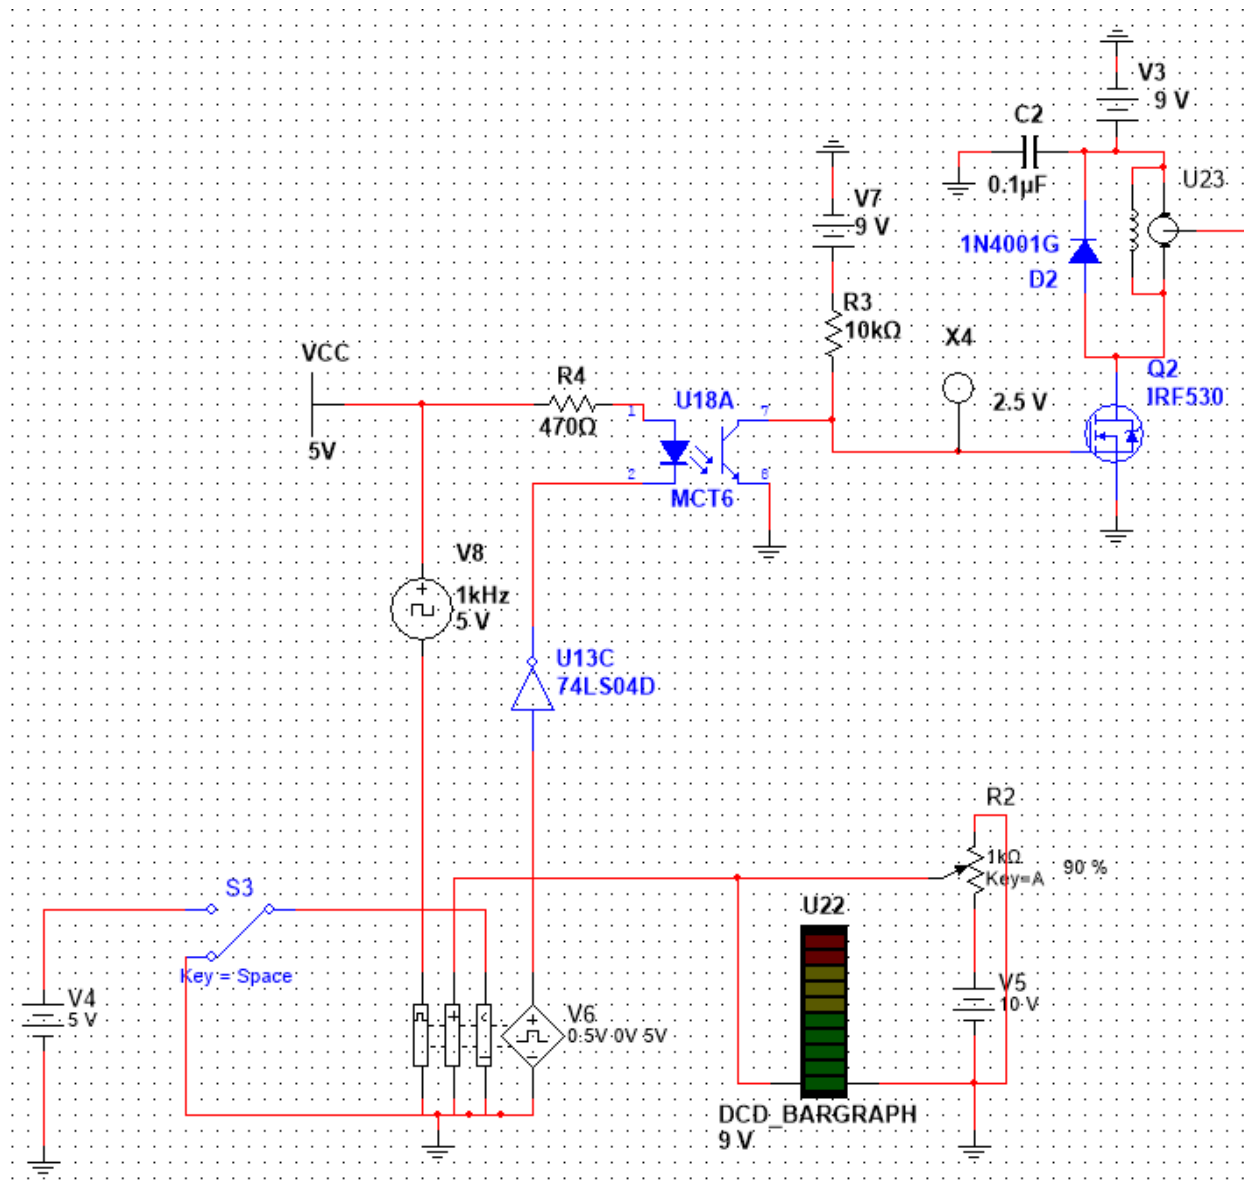 V3
9 V
C2
0.1µF
U23
V7
9 V
1N4001G
D2
R3
10kΩ
X4
2.5 V
Q2
IRF530
VCC
5V
R4
470Ω
1
2
U18A
7
6
MCT6
V8
1kHz
5 V
U13C
74LS04D
R2
1kΩ
Key=A
90 %
S3
Key = Space
U22
V4
5 V
V6
0.5V 0V 5V
V5
10 V
DCD_BARGRAPH
9 V